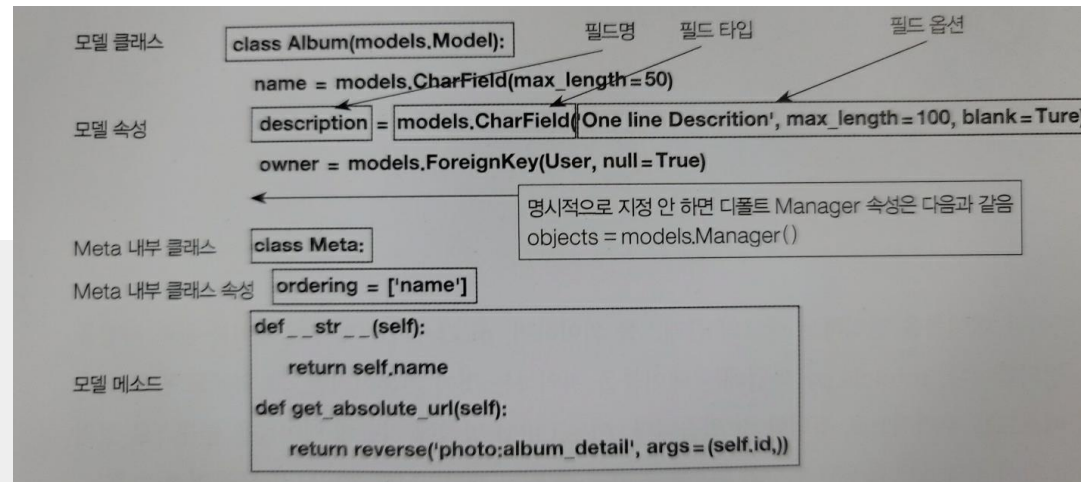 모델 클래스 class Album(models.Model): 필드명 필드 타입 필드 옵션
name = models.CharField(max_length=50)
모델 속성 description = models.CharField('One line Descrition', max_length=100, blank=Ture)
owner = models.ForeignKey(User, null=True)
명시적으로 지정 안 하면 디폴트 Manager 속성은 다음과 같음
objects = models.Manager()
Meta 내부 클래스 class Meta:
Meta 내부 클래스 속성 ordering = ['name']
def__str__(self):
return self.name
모델 메소드
def get_absolute_url(self):
return reverse('photo:album_detail', args=(self.id,))